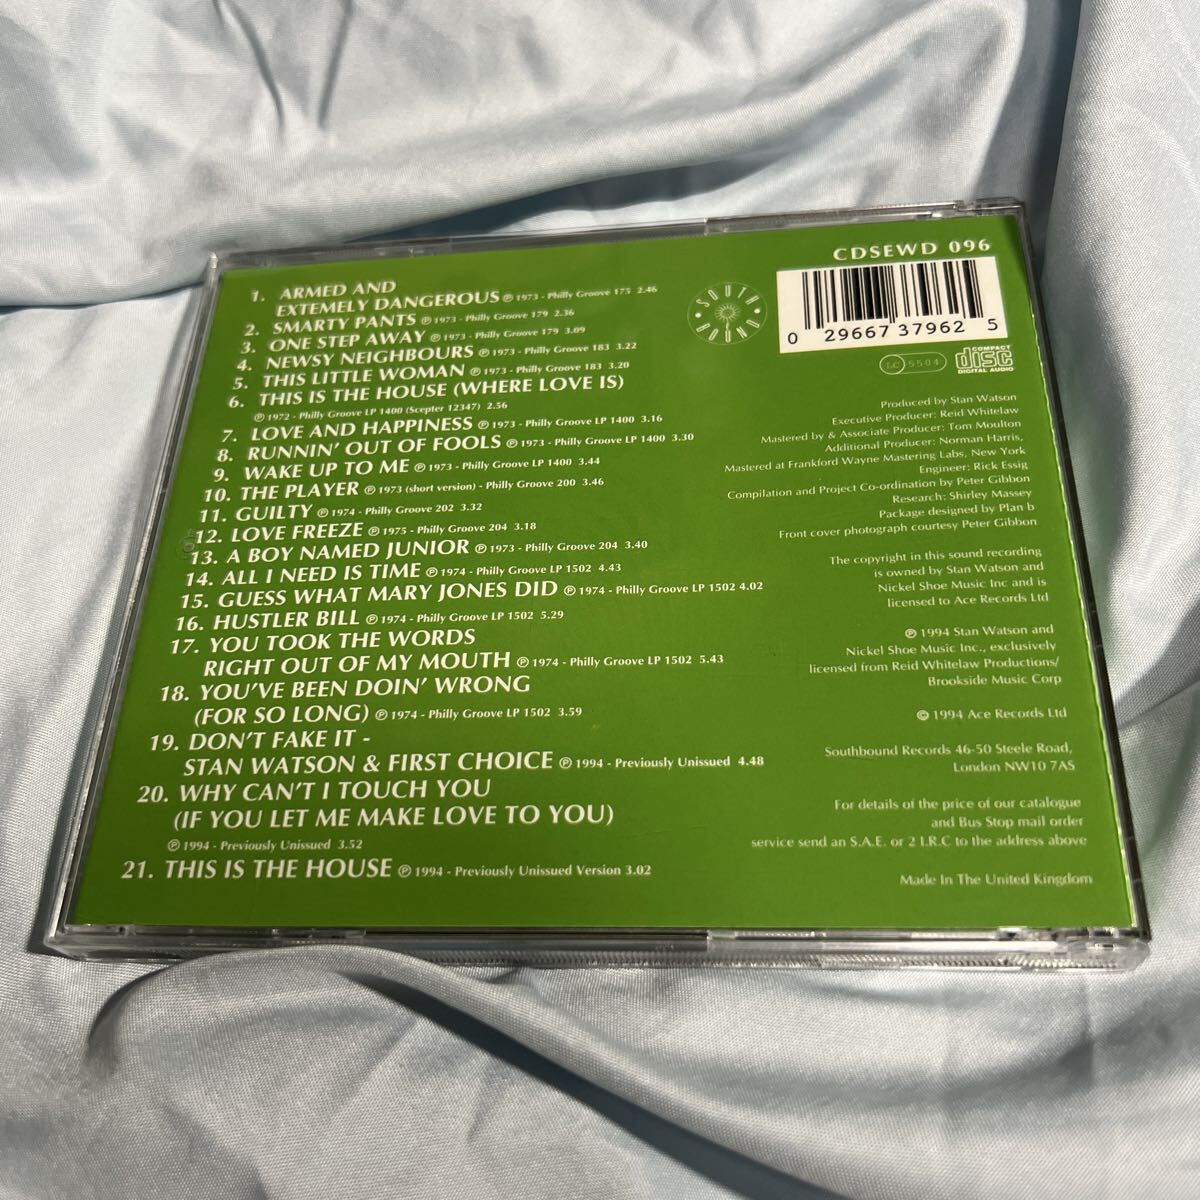 1. ARMED AND
EXTEMELY DANGEROUS ℗ 1973 - Philly Groove 175 2.46
2. SMARTY PANTS ℗ 1973 - Philly Groove 179 2.36
3. ONE STEP AWAY ℗ 1973 - Philly Groove 179 3.09
4. NEWSY NEIGHBOURS ℗ 1973 - Philly Groove 183 3.22
5. THIS LITTLE WOMAN ℗ 1973 - Philly Groove 183 3.20
6. THIS IS THE HOUSE (WHERE LOVE IS)
℗ 1972 - Philly Groove LP 1400 (Scepter 12347) 2.56
7. LOVE AND HAPPINESS ℗ 1973 - Philly Groove LP 1400 3.16
8. RUNNIN' OUT OF FOOLS ℗ 1973 - Philly Groove LP 1400 3.30
9. WAKE UP TO ME ℗ 1973 - Philly Groove LP 1400 3.44
10. THE PLAYER ℗ 1973 (short version) - Philly Groove 200 3.46
11. GUILTY ℗ 1974 - Philly Groove 202 3.32
12. LOVE FREEZE ℗ 1975 - Philly Groove 204 3.18
13. A BOY NAMED JUNIOR ℗ 1973 - Philly Groove 204 3.40
14. ALL I NEED IS TIME ℗ 1974 - Philly Groove LP 1502 4.43
15. GUESS WHAT MARY JONES DID ℗ 1974 - Philly Groove LP 1502 4.02
16. HUSTLER BILL ℗ 1974 - Philly Groove LP 1502 5.29
17. YOU TOOK THE WORDS
RIGHT OUT OF MY MOUTH ℗ 1974 - Philly Groove LP 1502 5.43
18. YOU'VE BEEN DOIN' WRONG
(FOR SO LONG) ℗ 1974 - Philly Groove LP 1502 3.59
19. DON'T FAKE IT -
STAN WATSON & FIRST CHOICE ℗ 1994 - Previously Unissued 4.48
20. WHY CAN'T I TOUCH YOU
(IF YOU LET ME MAKE LOVE TO YOU)
℗ 1994 - Previously Unissued 3.52
21. THIS IS THE HOUSE ℗ 1994 - Previously Unissued Version 3.02
SOUTH
BOUND
CDSEWD 096
0 29667 37962 5
LC 5504
COMPACT
disc
DIGITAL AUDIO
Produced by Stan Watson
Executive Producer: Reid Whitelaw
Mastered by & Associate Producer: Tom Moulton
Additional Producer: Norman Harris,
Mastered at Frankford Wayne Mastering Labs, New York
Engineer: Rick Essig
Compilation and Project Co-ordination by Peter Gibbon
Research: Shirley Massey
Package designed by Plan b
Front cover photograph courtesy Peter Gibbon
The copyright in this sound recording
is owned by Stan Watson and
Nickel Shoe Music Inc and is
licensed to Ace Records Ltd
℗ 1994 Stan Watson and
Nickel Shoe Music Inc., exclusively
licensed from Reid Whitelaw Productions/
Brookside Music Corp
© 1994 Ace Records Ltd
Southbound Records 46-50 Steele Road,
London NW10 7AS
For details of the price of our catalogue
and Bus Stop mail order
service send an S.A.E. or 2 I.R.C to the address above
Made In The United Kingdom